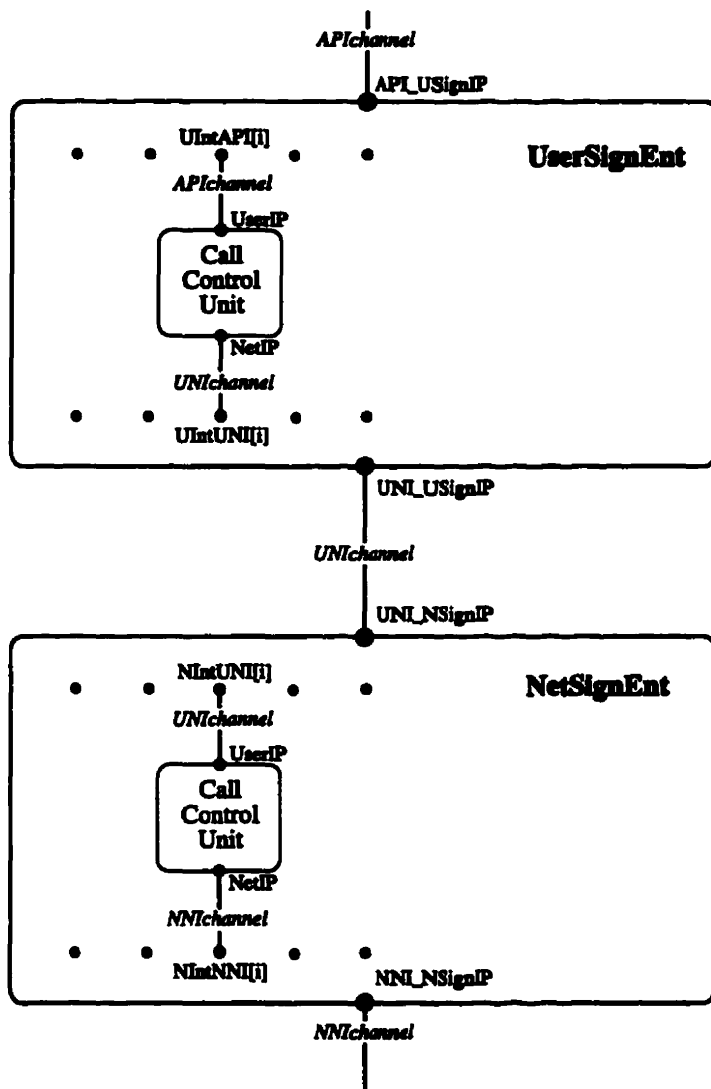 APIchannel
API_USignIP
UIntAPI[i]
UserSignEnt
APIchannel
UserIP
Call
Control
Unit
NetIP
UNIchannel
UIntUNI[i]
UNI_USignIP
UNIchannel
UNI_NSignIP
NIntUNI[i]
NetSignEnt
UNIchannel
UserIP
Call
Control
Unit
NetIP
NNIchannel
NIntNNI[i]
NNI_NSignIP
NNIchannel